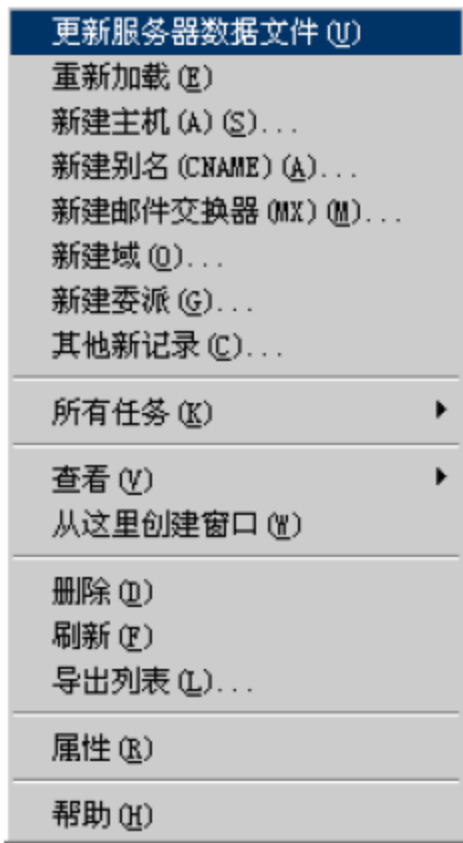 更新服务器数据文件(U)
重新加载(E)
新建主机(A)(S)...
新建别名(CNAME)(A)...
新建邮件交换器(MX)(M)...
新建域(O)...
新建委派(G)...
其他新记录(C)...
所有任务(K)
查看(V)
从这里创建窗口(W)
删除(D)
刷新(F)
导出列表(L)...
属性(R)
帮助(H)